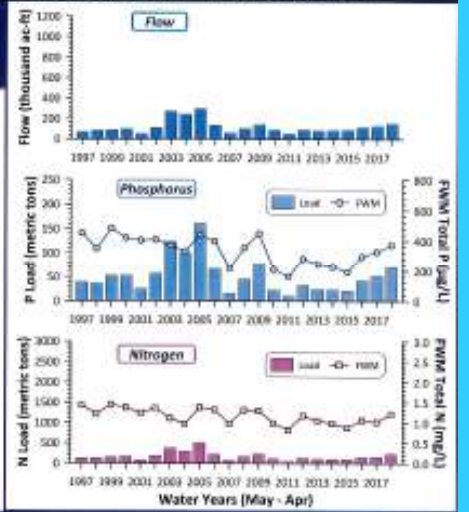 Flow
Flow (thousand ac-ft)
1200
1000
800
600
400
200
0
1997 1999 2001 2003 2005 2007 2009 2011 2013 2015 2017
Phosphorus
Load FWM
P Load (metric tons)
250
200
150
100
50
0
FWM Total P (µg/L)
800
600
400
200
0
1997 1999 2001 2003 2005 2007 2009 2011 2013 2015 2017
Nitrogen
Load FWM
N Load (metric tons)
3000
2500
2000
1500
1000
500
0
FWM Total N (mg/L)
3.0
2.5
2.0
1.5
1.0
0.5
0.0
1997 1999 2001 2003 2005 2007 2009 2011 2013 2015 2017
Water Years (May - Apr)